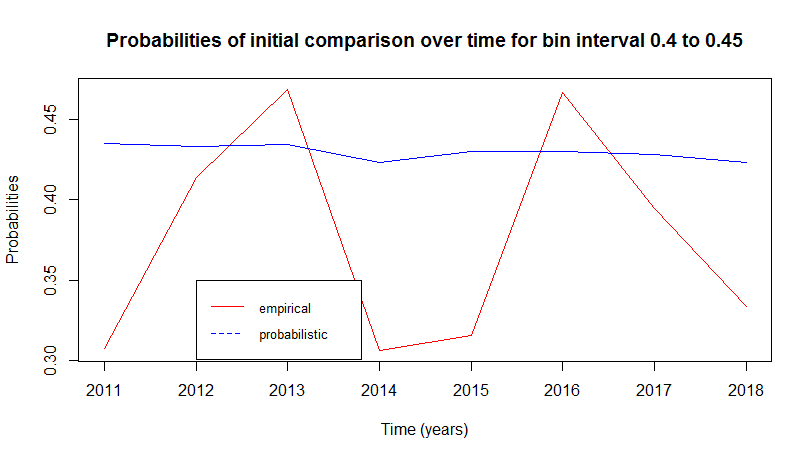 Probabilities of initial comparison over time for bin interval 0.4 to 0.45
Probabilities
0.45
0.40
0.35
0.30
empirical
probabilistic
2011 2012 2013 2014 2015 2016 2017 2018
Time (years)